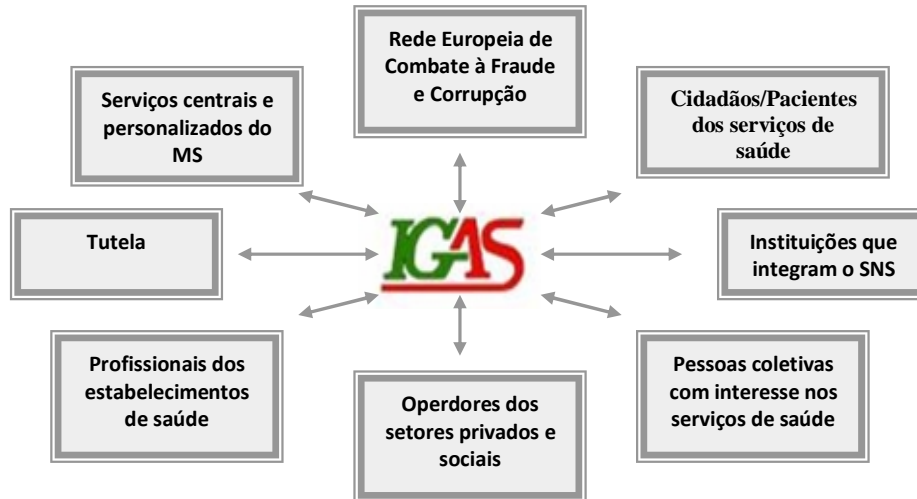 Rede Europeia de
Combate à Fraude
e Corrupção
Serviços centrais e
personalizados do
MS
Cidadãos/Pacientes
dos serviços de
saúde
Tutela
IGAS
Instituições que
integram o SNS
Profissionais dos
estabelecimentos
de saúde
Operdores dos
setores privados e
sociais
Pessoas coletivas
com interesse nos
serviços de saúde